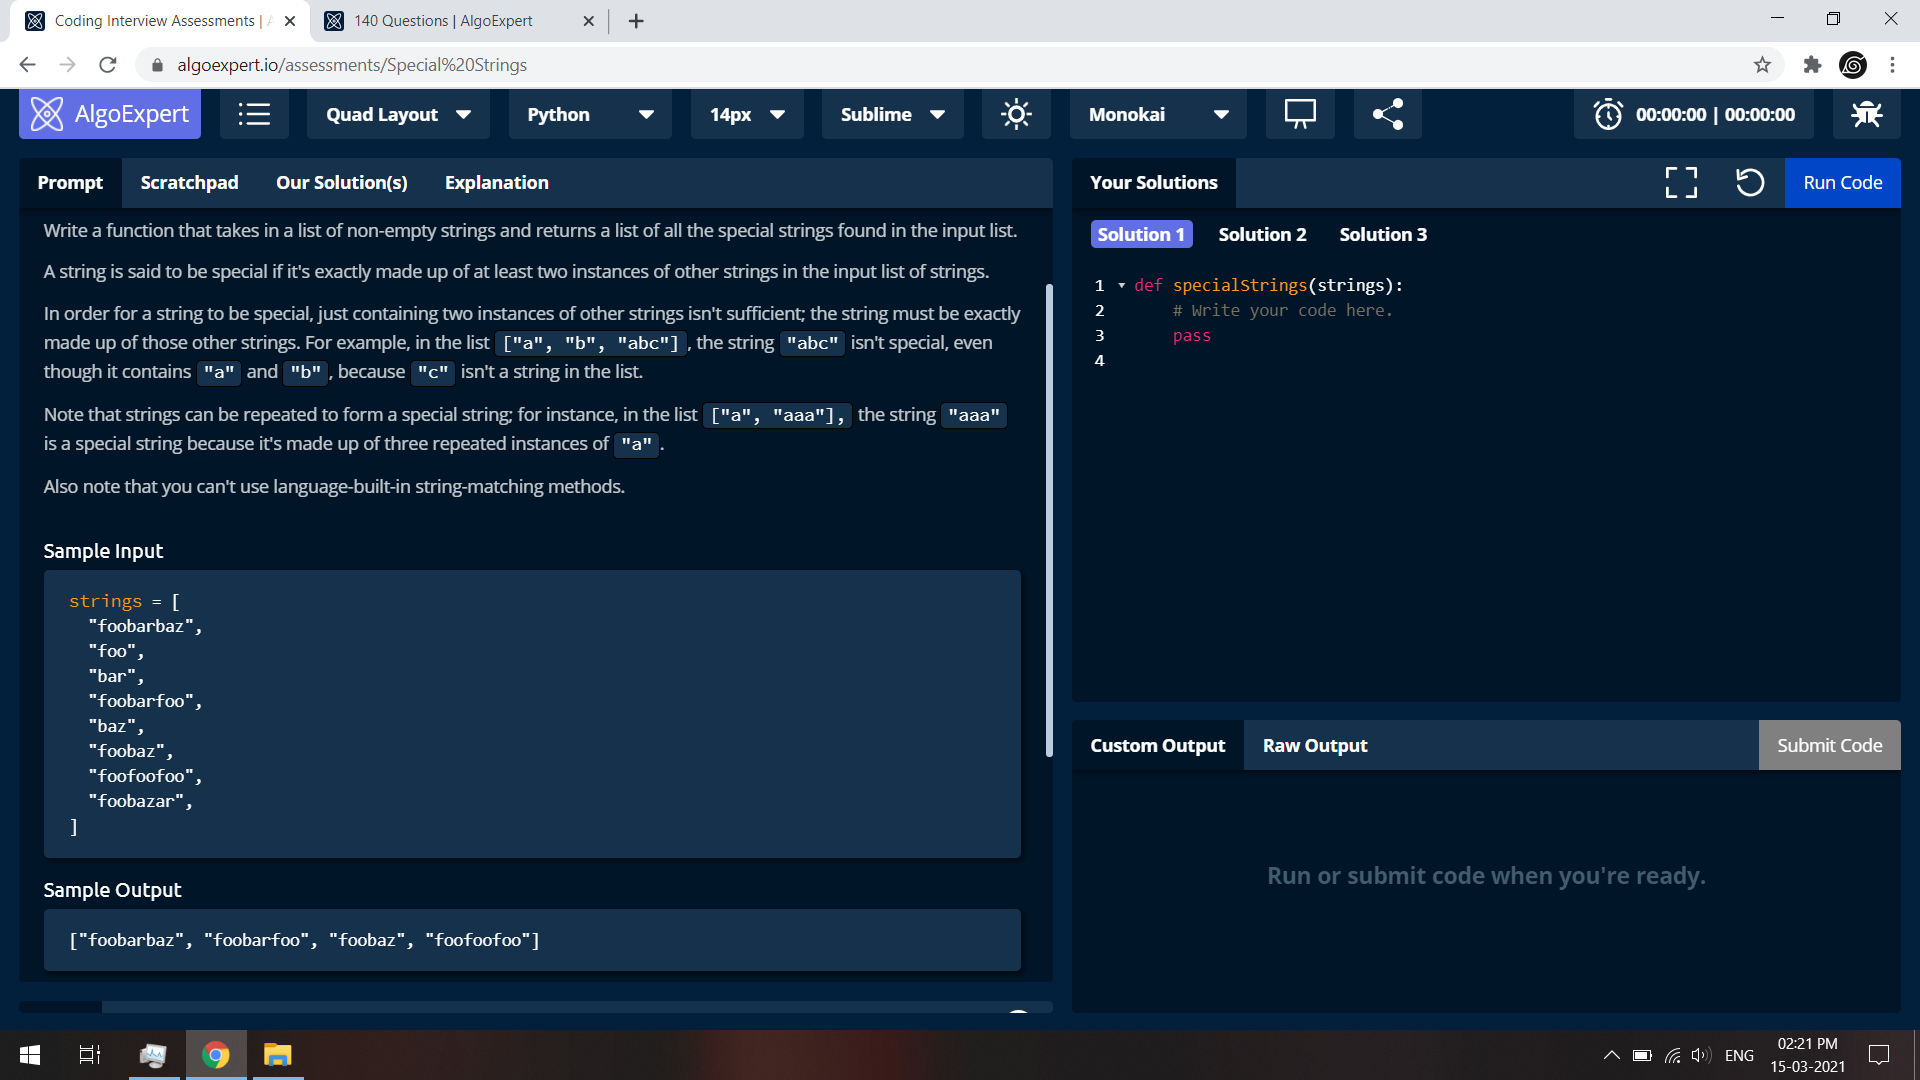 Coding Interview Assessments |
140 Questions | AlgoExpert
algoexpert.io/assessments/Special%20Strings
AlgoExpert
Quad Layout
Python
14px
Sublime
Monokai
00:00:00 | 00:00:00
Prompt
Scratchpad
Our Solution(s)
Explanation
Write a function that takes in a list of non-empty strings and returns a list of all the special strings found in the input list.
A string is said to be special if it's exactly made up of at least two instances of other strings in the input list of strings.
In order for a string to be special, just containing two instances of other strings isn't sufficient; the string must be exactly
made up of those other strings. For example, in the list ["a", "b", "abc"] , the string "abc" isn't special, even
though it contains "a" and "b" , because "c" isn't a string in the list.
Note that strings can be repeated to form a special string; for instance, in the list ["a", "aaa"], the string "aaa"
is a special string because it's made up of three repeated instances of "a" .
Also note that you can't use language-built-in string-matching methods.
Sample Input
strings = [
"foobarbaz",
"foo",
"bar",
"foobarfoo",
"baz",
"foobaz",
"foofoofoo",
"foobazar",
]
Sample Output
["foobarbaz", "foobarfoo", "foobaz", "foofoofoo"]
Your Solutions
Run Code
Solution 1
Solution 2
Solution 3
1 def specialStrings(strings):
2 # Write your code here.
3 pass
4
Custom Output
Raw Output
Submit Code
Run or submit code when you're ready.
ENG
02:21 PM
15-03-2021